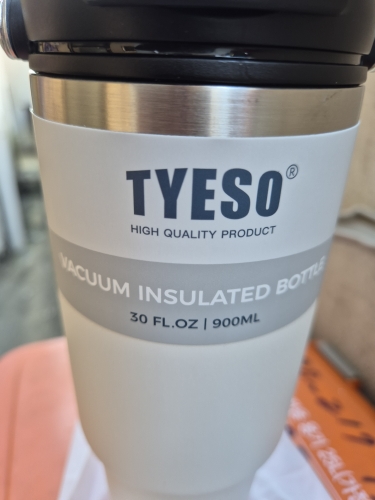 TYESO®
HIGH QUALITY PRODUCT
VACUUM INSULATED BOTTLE
30 FL.OZ | 900ML